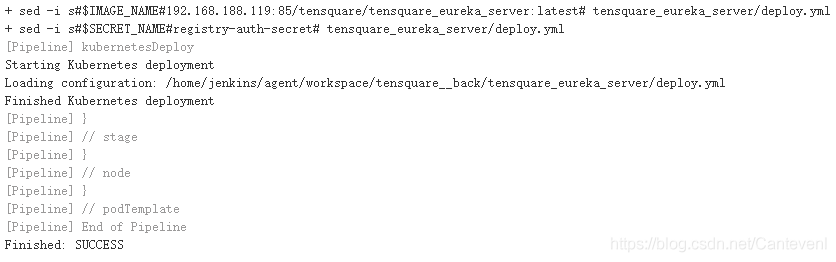 + sed -i s#$IMAGE_NAME#192.168.188.119:85/tensquare/tensquare_eureka_server:latest# tensquare_eureka_server/deploy.yml
+ sed -i s#$SECRET_NAME#registry-auth-secret# tensquare_eureka_server/deploy.yml
[Pipeline] kubernetesDeploy
Starting Kubernetes deployment
Loading configuration: /home/jenkins/agent/workspace/tensquare__back/tensquare_eureka_server/deploy.yml
Finished Kubernetes deployment
[Pipeline] }
[Pipeline] // stage
[Pipeline] }
[Pipeline] // node
[Pipeline] }
[Pipeline] // podTemplate
[Pipeline] End of Pipeline
Finished: SUCCESS
https://blog.csdn.net/Cantevenl